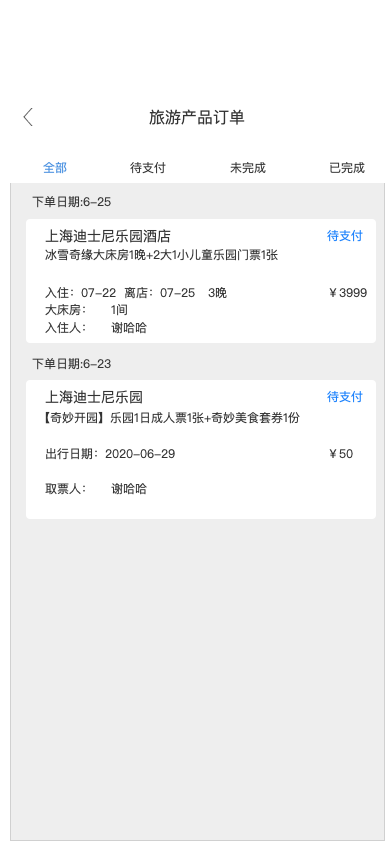 旅游产品订单
全部 待支付 未完成 已完成
下单日期:6-25
上海迪士尼乐园酒店 待支付
冰雪奇缘大床房1晚+2大1小儿童乐园门票1张
入住：07-22 离店：07-25 3晚 ￥3999
大床房： 1间
入住人： 谢哈哈
下单日期:6-23
上海迪士尼乐园 待支付
【奇妙开园】乐园1日成人票1张+奇妙美食套券1份
出行日期：2020-06-29 ￥50
取票人： 谢哈哈